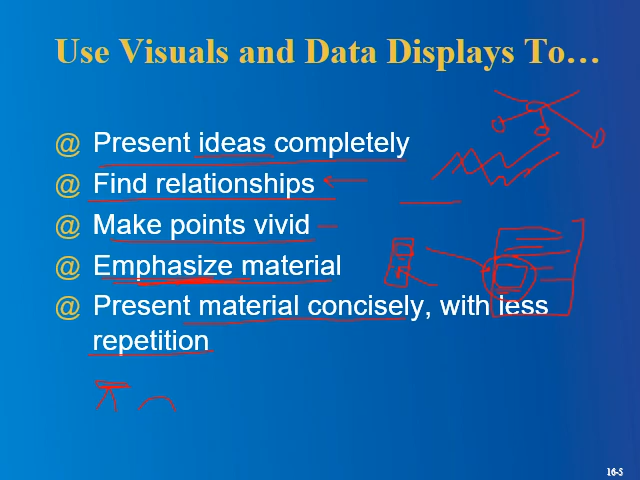 Use Visuals and Data Displays To…
@ Present ideas completely
@ Find relationships
@ Make points vivid
@ Emphasize material
@ Present material concisely, with less
repetition
16-5